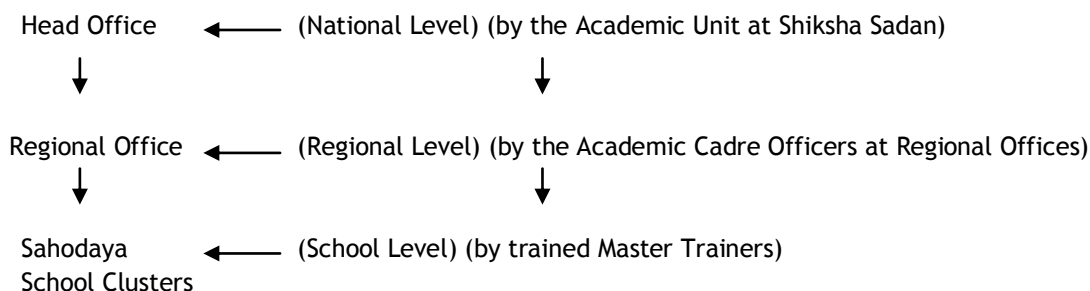 Head Office (National Level) (by the Academic Unit at Shiksha Sadan)
Regional Office (Regional Level) (by the Academic Cadre Officers at Regional Offices)
Sahodaya (School Level) (by trained Master Trainers)
School Clusters